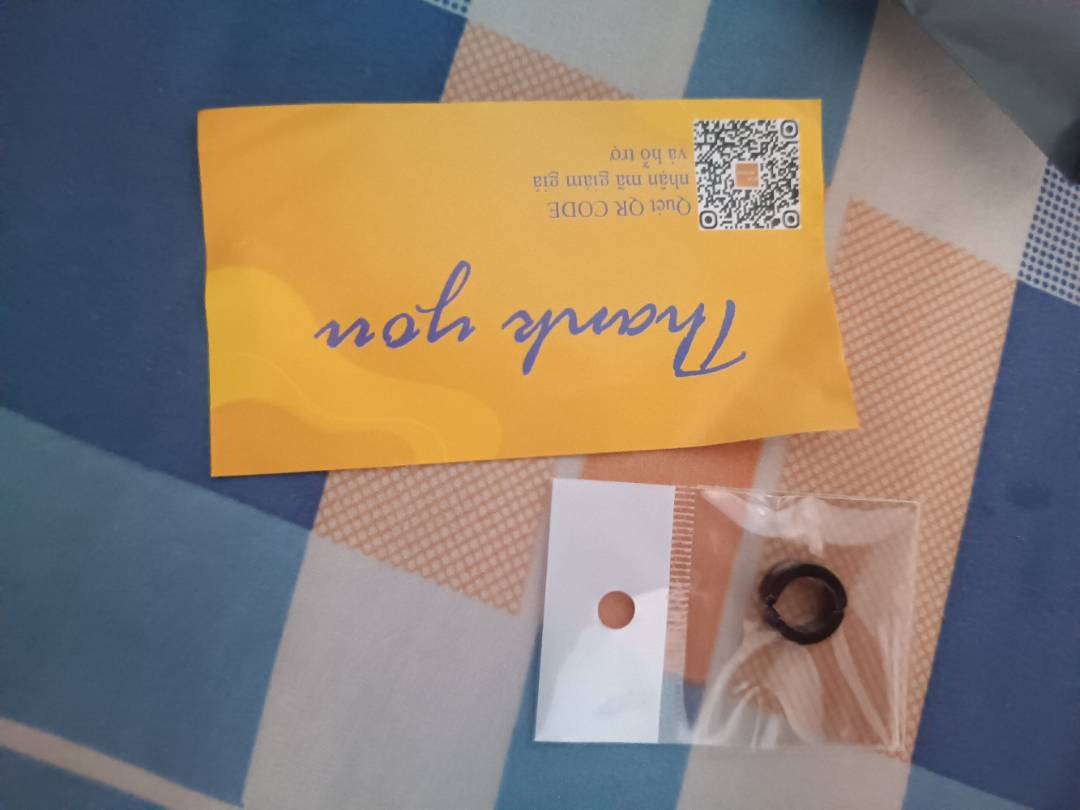 Thank you
Quét QR CODE
nhận mã giảm giá
và hỗ trợ